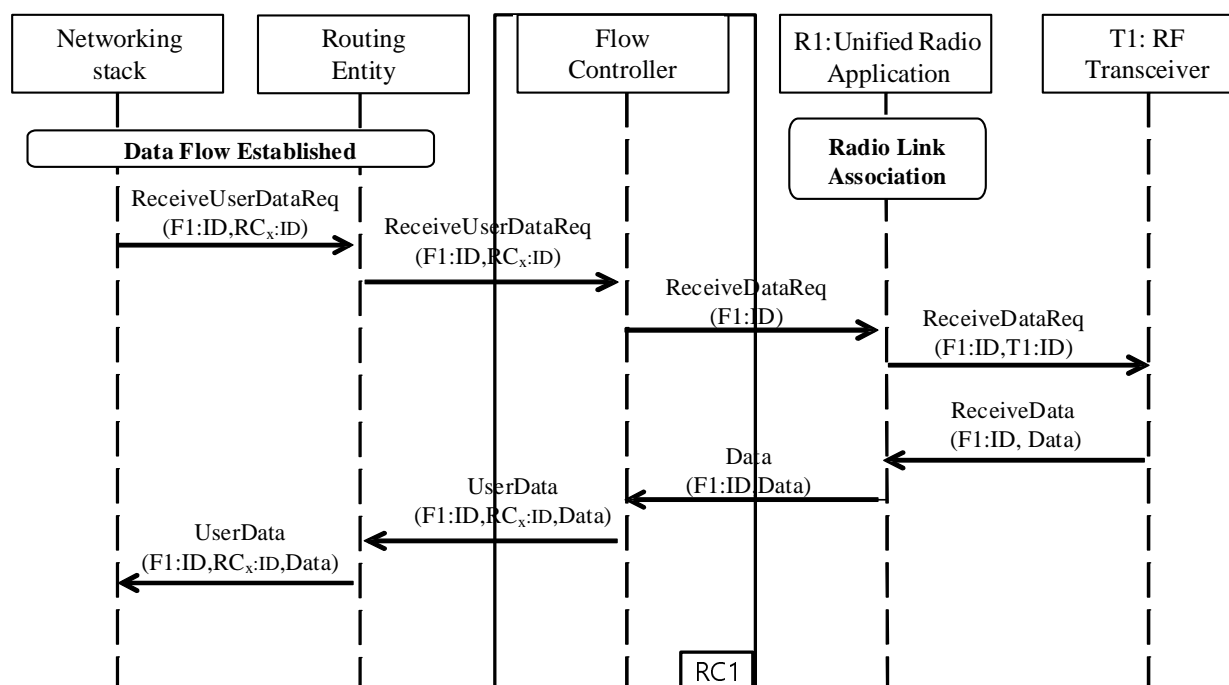 Networking
stack
Routing
Entity
Flow
Controller
R1:Unified Radio
Application
T1: RF
Transceiver
Data Flow Established
Radio Link
Association
ReceiveUserDataReq
(F1:ID,RCₓ:ID)
ReceiveUserDataReq
(F1:ID,RCₓ:ID)
ReceiveDataReq
(F1:ID)
ReceiveDataReq
(F1:ID,T1:ID)
ReceiveData
(F1:ID, Data)
Data
(F1:ID,Data)
UserData
(F1:ID,RCₓ:ID,Data)
UserData
(F1:ID,RCₓ:ID,Data)
RC1